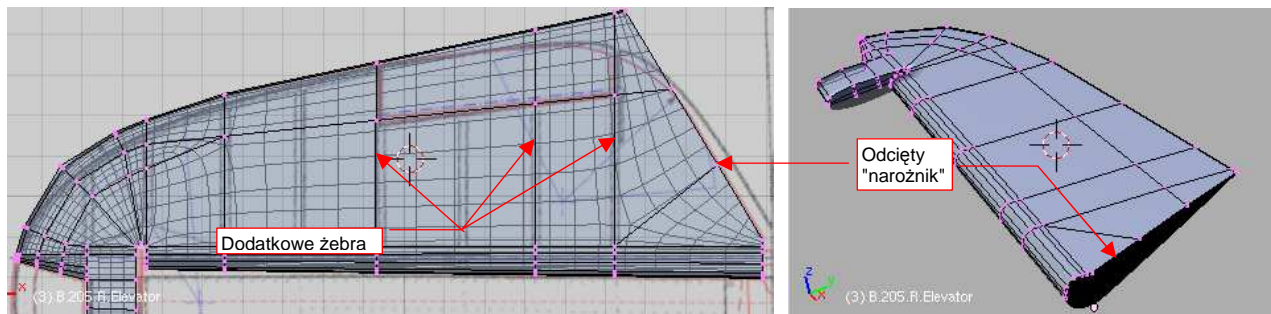 Dodatkowe żebra
x
(3) B.205.R.Elevator
Odcięty
"narożnik"
z
y
x
(3) B.205.R.Elevator